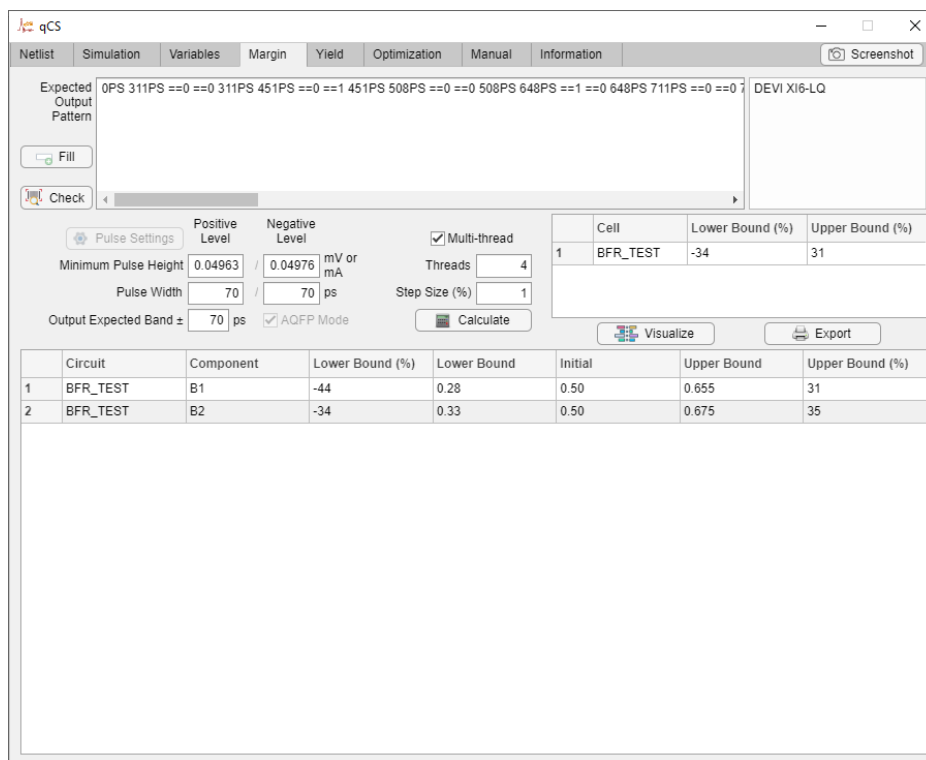 qCS
Netlist Simulation Variables Margin Yield Optimization Manual Information Screenshot
Expected Output Pattern
0PS 311PS ==0 ==0 311PS 451PS ==0 ==1 451PS 508PS ==0 ==0 508PS 648PS ==1 ==0 648PS 711PS ==0 ==0 7
DEVI XI6-LQ
Fill
Check
Pulse Settings
Positive Level
Negative Level
Minimum Pulse Height 0.04963 / 0.04976 mV or mA
Pulse Width 70 / 70 ps
Output Expected Band ± 70 ps
AQFP Mode
Multi-thread
Threads 4
Step Size (%) 1
Calculate
Cell Lower Bound (%) Upper Bound (%)
1 BFR_TEST -34 31
Visualize
Export
Circuit Component Lower Bound (%) Lower Bound Initial Upper Bound Upper Bound (%)
1 BFR_TEST B1 -44 0.28 0.50 0.655 31
2 BFR_TEST B2 -34 0.33 0.50 0.675 35